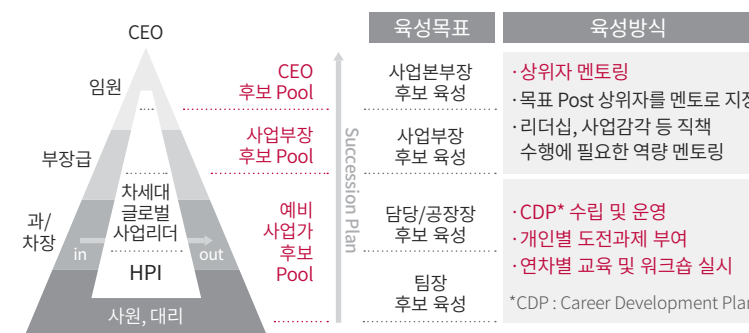 CEO
임원
부장급
과/
차장
in
out
차세대
글로벌
사업리더
HPI
사원, 대리
CEO
후보 Pool
사업부장
후보 Pool
예비
사업가
후보
Pool
Succession Plan
육성목표
사업본부장
후보 육성
사업부장
후보 육성
담당/공장장
후보 육성
팀장
후보 육성
육성방식
·상위자 멘토링
·목표 Post 상위자를 멘토로 지정
·리더십, 사업감각 등 직책
수행에 필요한 역량 멘토링
·CDP* 수립 및 운영
·개인별 도전과제 부여
·연차별 교육 및 워크숍 실시
*CDP : Career Development Plan